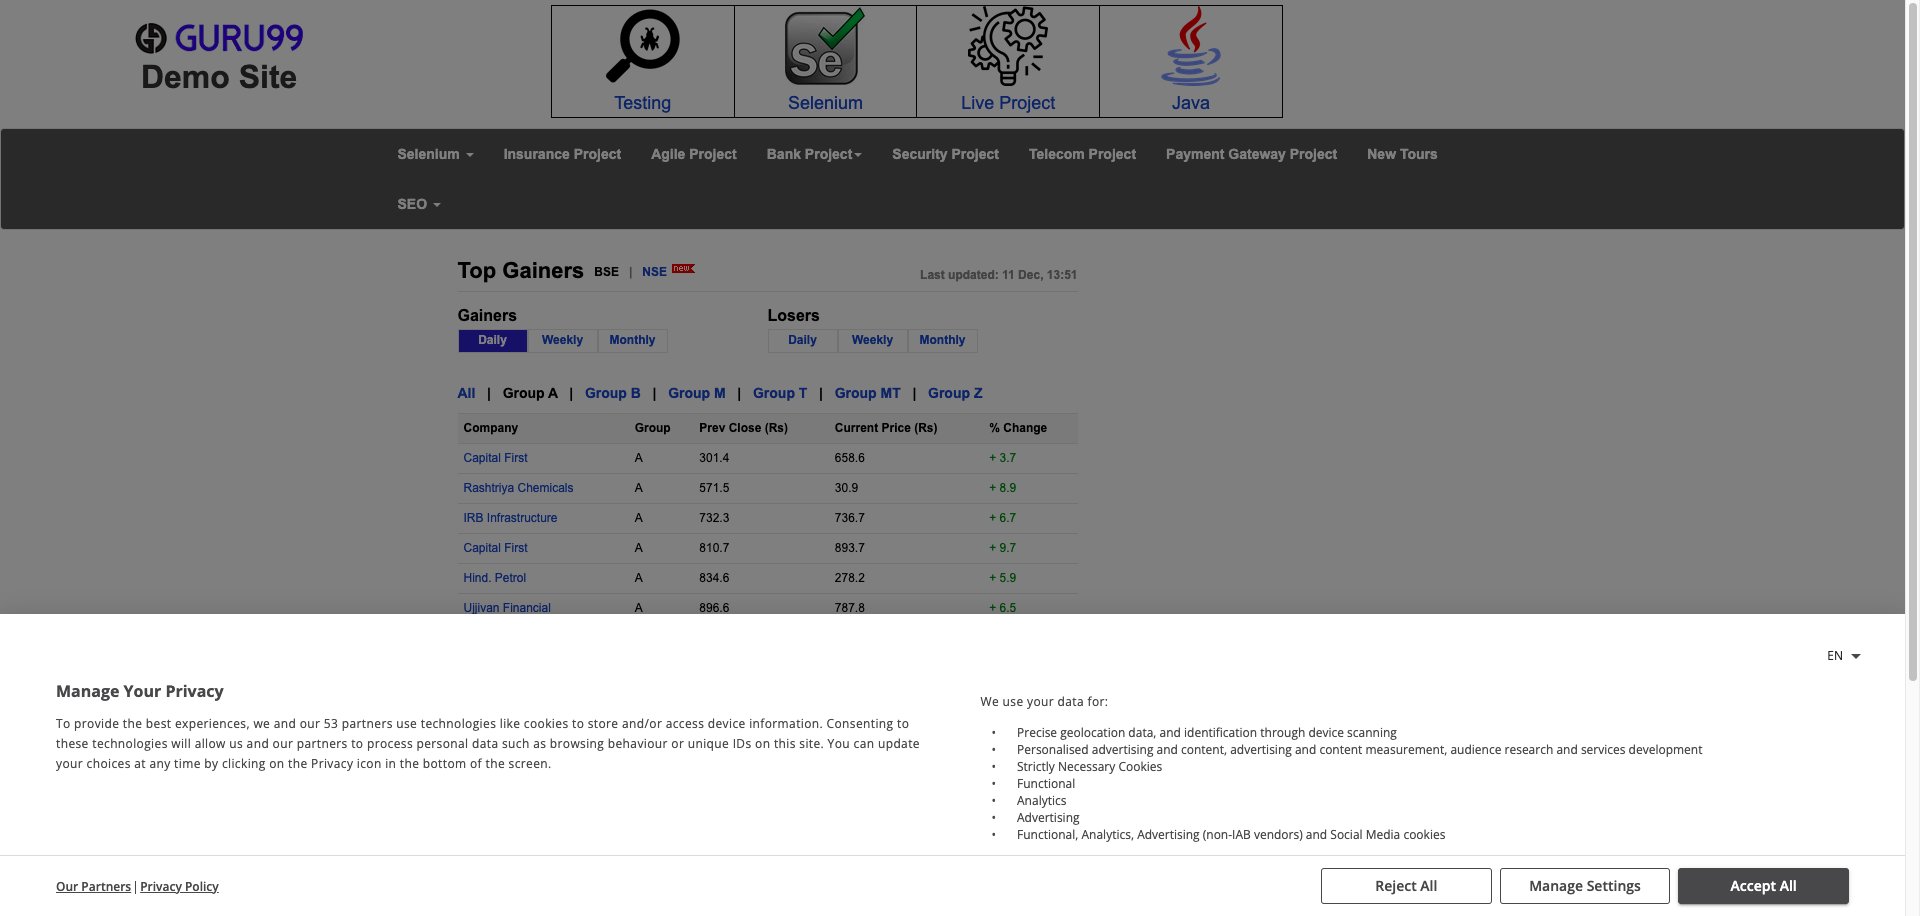 GURU99
Demo Site
Se
Testing
Selenium
Live Project
Java
Selenium
Insurance Project
Agile Project
Bank Project
Security Project
Telecom Project
Payment Gateway Project
New Tours
SEO
Top Gainers BSE | NSE new
Last updated: 11 Dec, 13:51
Gainers
Daily Weekly Monthly
Losers
Daily Weekly Monthly
All | Group A | Group B | Group M | Group T | Group MT | Group Z
Company Group Prev Close (Rs) Current Price (Rs) % Change
Capital First A 301.4 658.6 + 3.7
Rashtriya Chemicals A 571.5 30.9 + 8.9
IRB Infrastructure A 732.3 736.7 + 6.7
Capital First A 810.7 893.7 + 9.7
Hind. Petrol A 834.6 278.2 + 5.9
Ujjivan Financial A 896.6 787.8 + 6.5
EN
Manage Your Privacy
To provide the best experiences, we and our 53 partners use technologies like cookies to store and/or access device information. Consenting to
these technologies will allow us and our partners to process personal data such as browsing behaviour or unique IDs on this site. You can update
your choices at any time by clicking on the Privacy icon in the bottom of the screen.
We use your data for:
• Precise geolocation data, and identification through device scanning
• Personalised advertising and content, advertising and content measurement, audience research and services development
• Strictly Necessary Cookies
• Functional
• Analytics
• Advertising
• Functional, Analytics, Advertising (non-IAB vendors) and Social Media cookies
Our Partners | Privacy Policy
Reject All
Manage Settings
Accept All